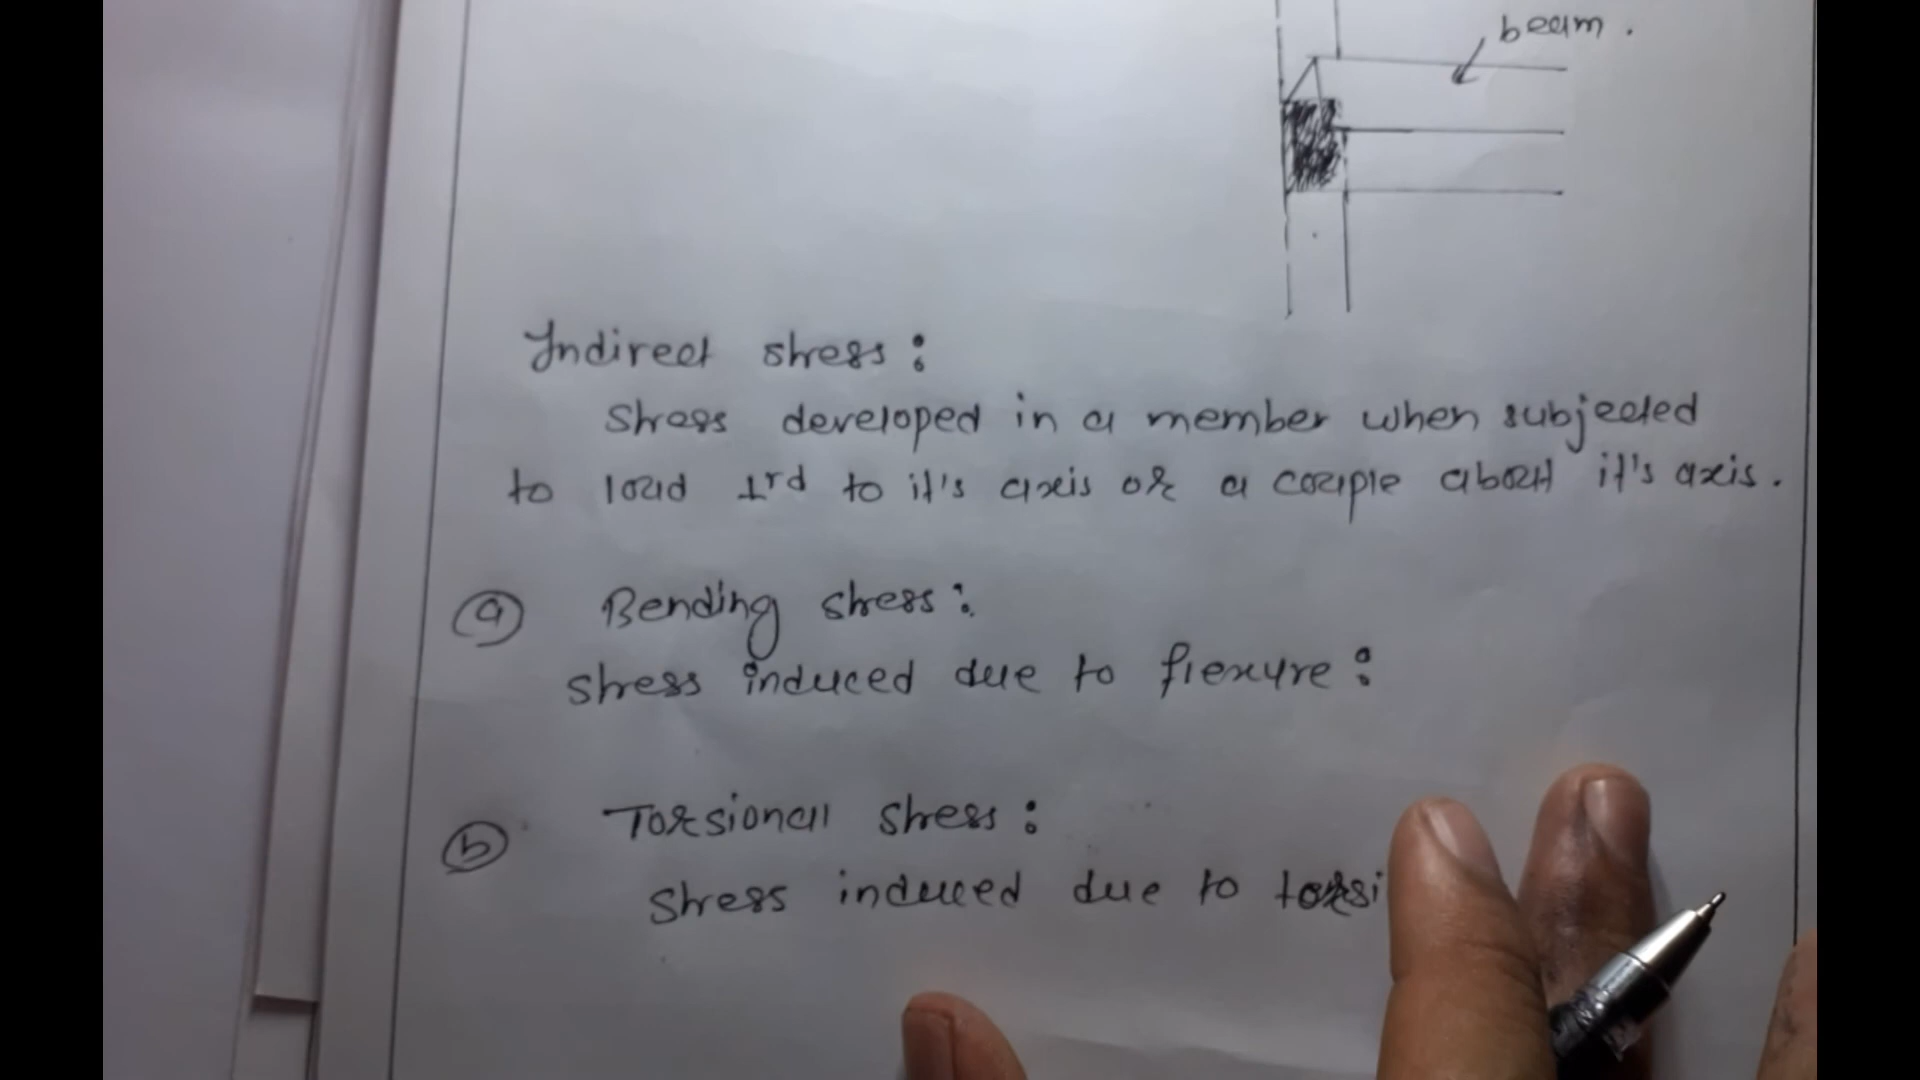 beam.
Indirect stress:
Stress developed in a member when subjected
to load ⊥rd to it's axis or a couple about it's axis.
(a) Bending stress:
stress induced due to flexure:
(b) Torsional stress:
stress induced due to torsi